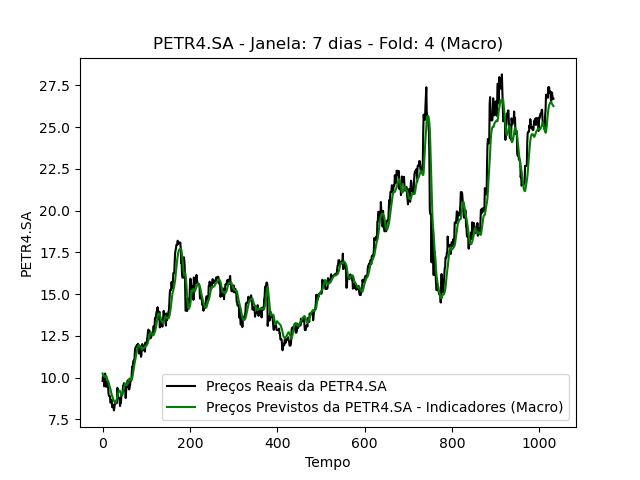 PETR4.SA - Janela: 7 dias - Fold: 4 (Macro)
27.5
25.0
22.5
20.0
17.5
15.0
12.5
10.0
7.5
PETR4.SA
Preços Reais da PETR4.SA
Preços Previstos da PETR4.SA - Indicadores (Macro)
0 200 400 600 800 1000
Tempo